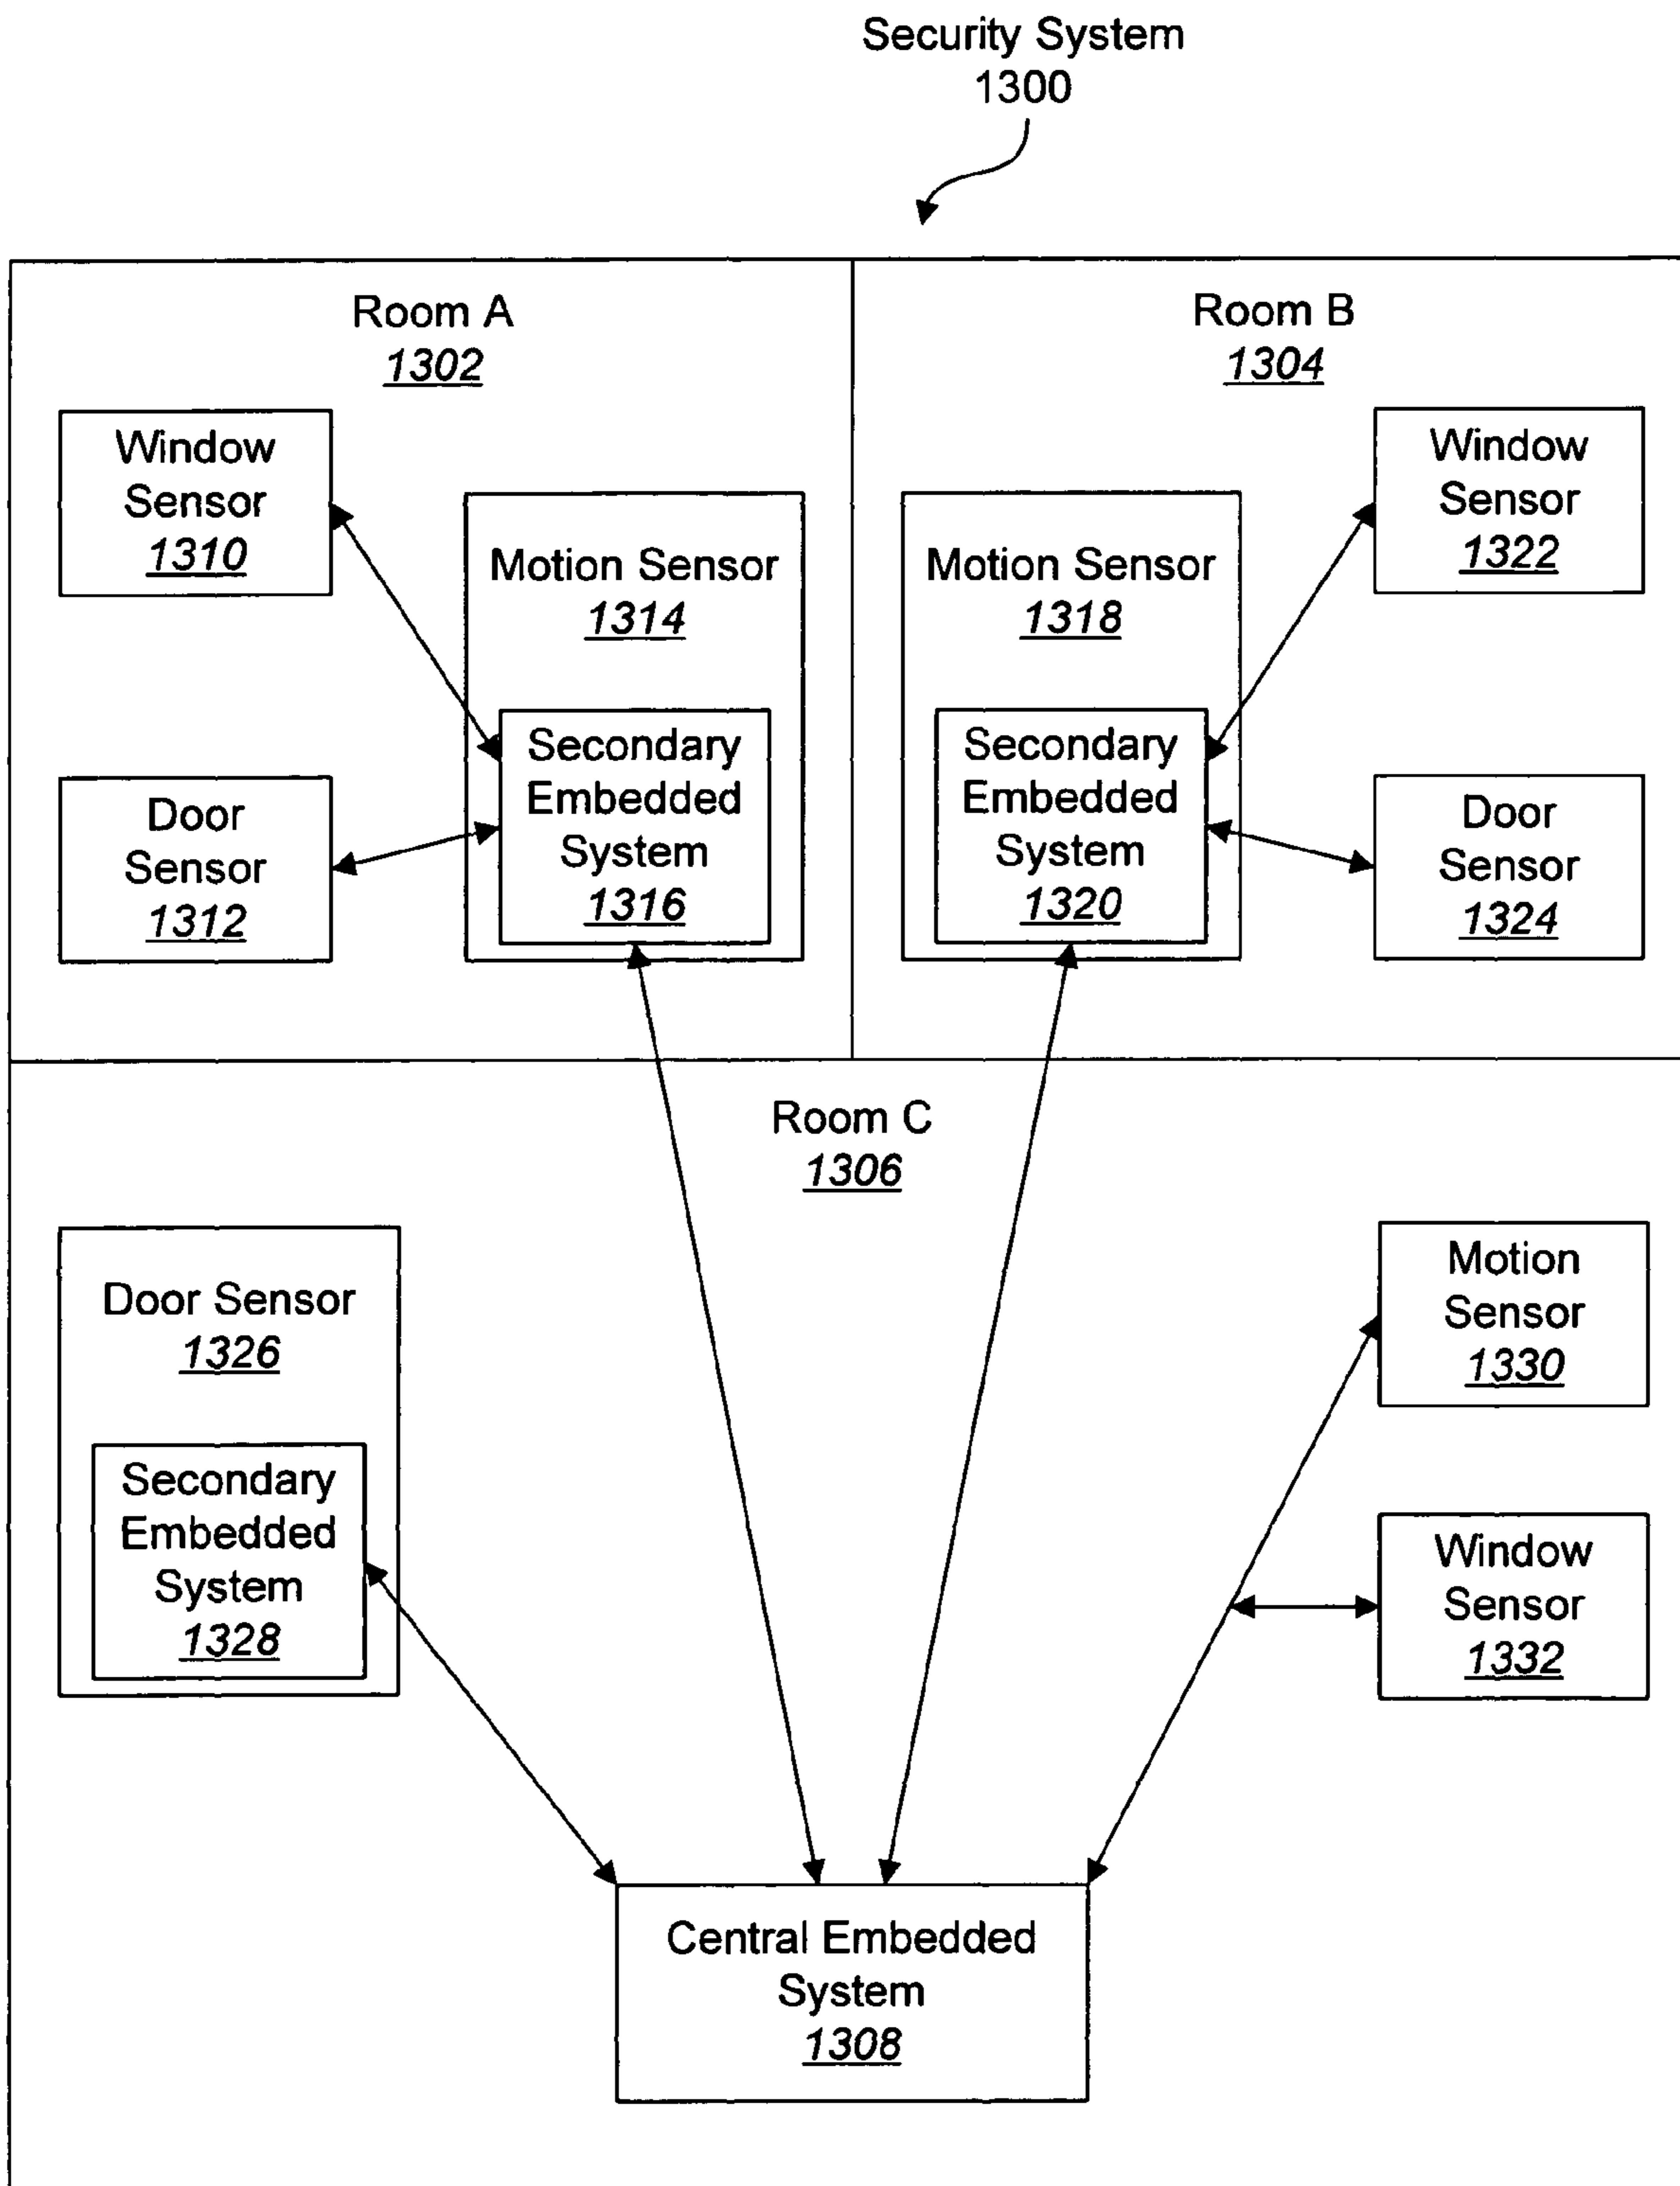 Security System
1300
Room A
1302
Window
Sensor
1310
Motion Sensor
1314
Secondary
Embedded
System
1316
Door
Sensor
1312
Room B
1304
Motion Sensor
1318
Secondary
Embedded
System
1320
Window
Sensor
1322
Door
Sensor
1324
Room C
1306
Door Sensor
1326
Secondary
Embedded
System
1328
Motion
Sensor
1330
Window
Sensor
1332
Central Embedded
System
1308